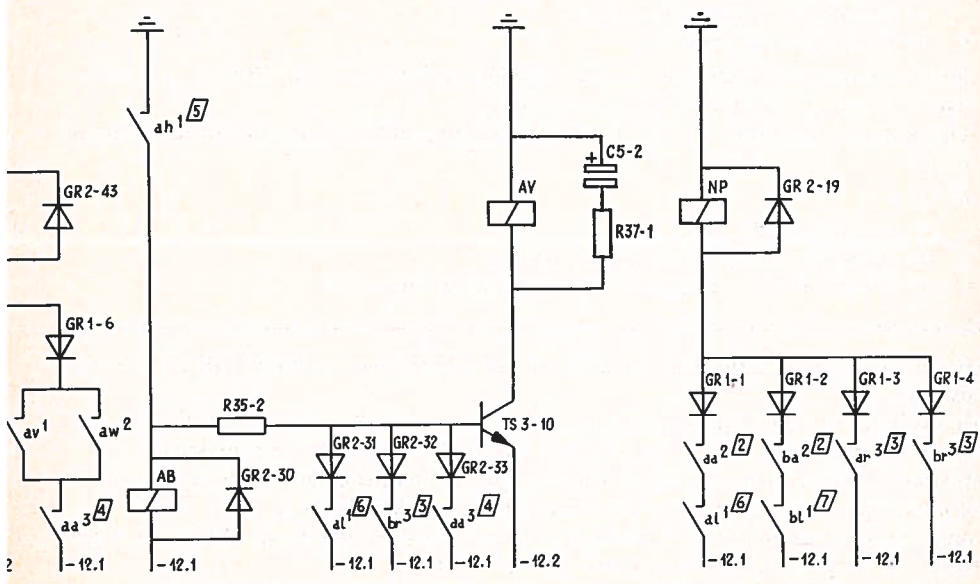 ah 1 5
C5-2
+
AV
NP
GR 2-19
GR2-43
R37-1
GR1-6
GR1-1
GR1-2
GR1-3
GR1-4
R35-2
av 1
aw 2
TS 3-10
GR2-31
GR2-32
GR2-33
AB
GR2-30
aa 2 2
ba 2 2
ar 3 3
br 3 3
aa 3 4
al 1 6
br 3 3
aa 3 4
al 1 6
bl 1 7
2
-12.1
-12.1
-12.1
-12.1
-12.1
-12.2
-12.1
-12.1
-12.1
-12.1